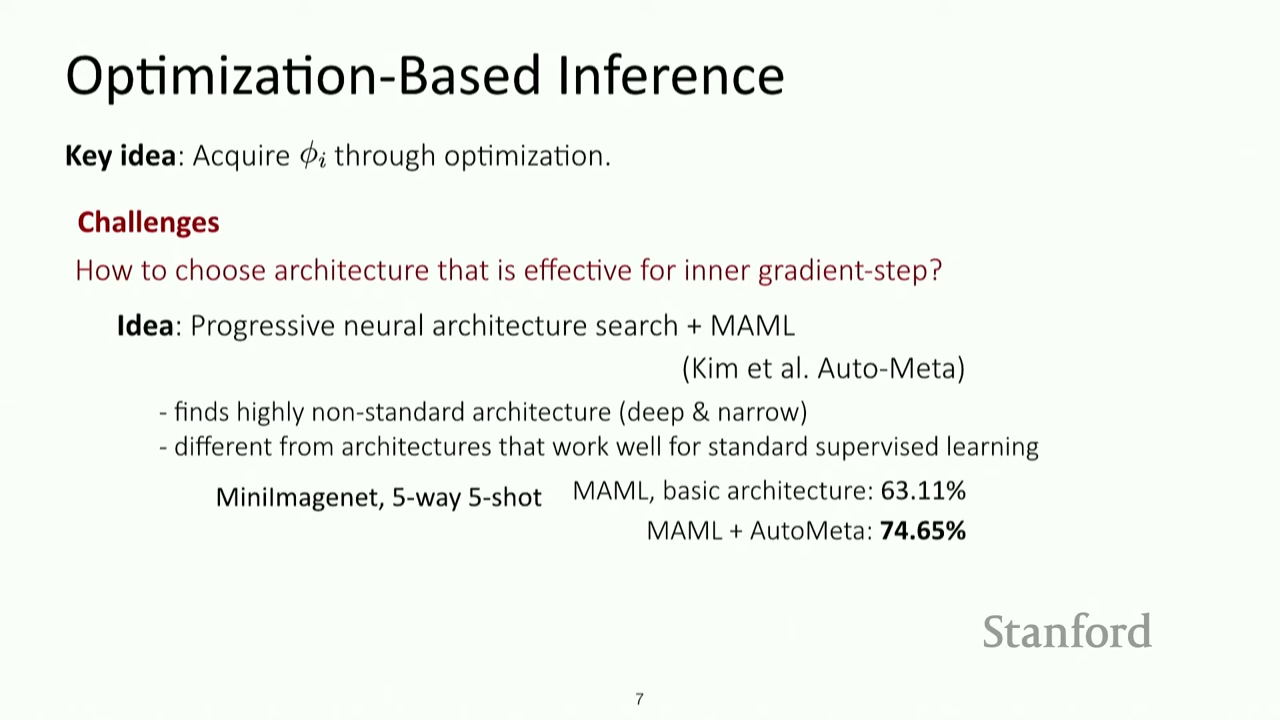 Optimization-Based Inference
Key idea: Acquire ϕi through optimization.
Challenges
How to choose architecture that is effective for inner gradient-step?
Idea: Progressive neural architecture search + MAML
(Kim et al. Auto-Meta)
- finds highly non-standard architecture (deep & narrow)
- different from architectures that work well for standard supervised learning
MiniImagenet, 5-way 5-shot
MAML, basic architecture: 63.11%
MAML + AutoMeta: 74.65%
Stanford
7